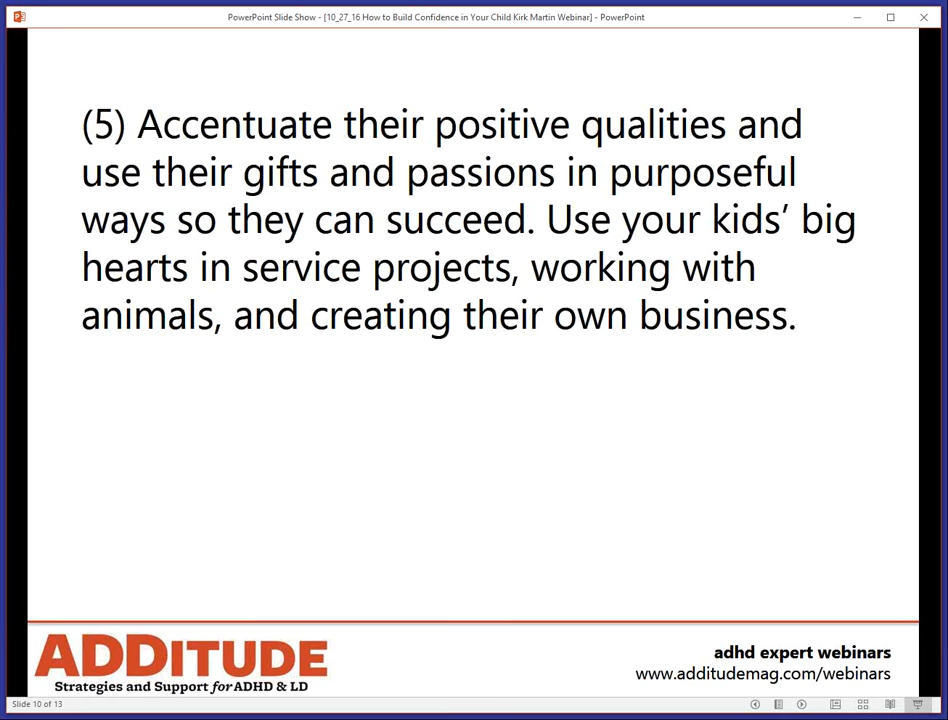 PowerPoint Slide Show - [10_27_16 How to Build Confidence in Your Child Kirk Martin Webinar] - PowerPoint
(5) Accentuate their positive qualities and
use their gifts and passions in purposeful
ways so they can succeed. Use your kids’ big
hearts in service projects, working with
animals, and creating their own business.
ADDITUDE
Strategies and Support for ADHD & LD
adhd expert webinars
www.additudemag.com/webinars
Slide 10 of 13